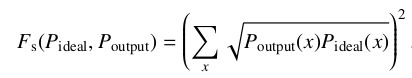 F_s(P_ideal, P_output) = (∑_x √(P_output(x)P_ideal(x)))^2.